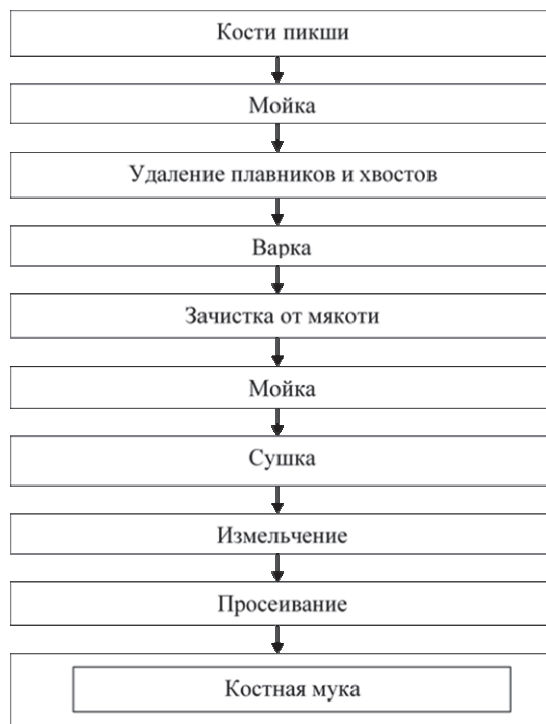 Кости пикши
Мойка
Удаление плавников и хвостов
Варка
Зачистка от мякоти
Мойка
Сушка
Измельчение
Просеивание
Костная мука